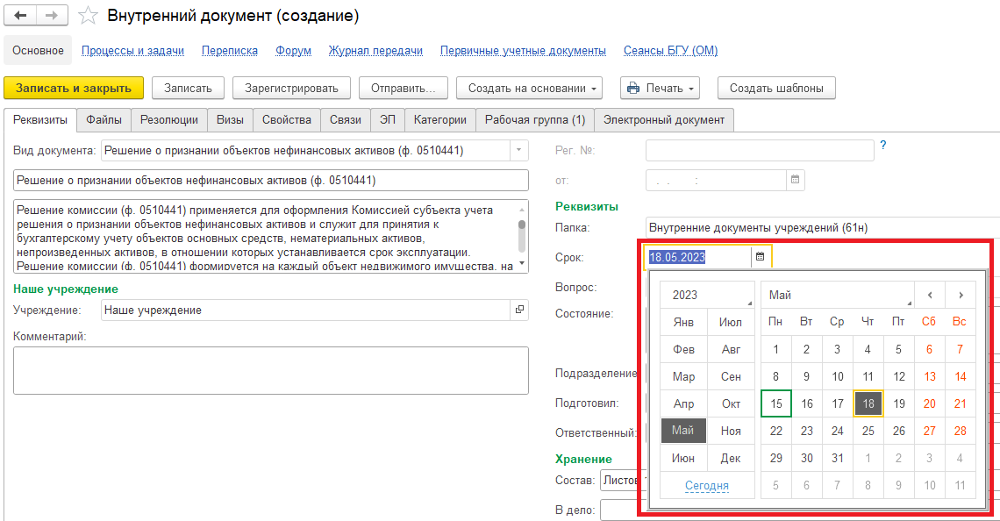 Внутренний документ (создание)
Основное Процессы и задачи Переписка Форум Журнал передачи Первичные учетные документы Сеансы БГУ (ОМ)
Записать и закрыть Записать Зарегистрировать Отправить... Создать на основании Печать Создать шаблоны
Реквизиты Файлы Резолюции Визы Свойства Связи ЭП Категории Рабочая группа (1) Электронный документ
Вид документа: Решение о признании объектов нефинансовых активов (ф. 0510441)
Решение о признании объектов нефинансовых активов (ф. 0510441)
Решение комиссии (ф. 0510441) применяется для оформления Комиссией субъекта учета
решения о признании объектов нефинансовых активов и служит для принятия к
бухгалтерскому учету объектов основных средств, нематериальных активов,
непроизведенных активов, в отношении которых устанавливается срок эксплуатации.
Решение комиссии (ф. 0510441) формируется на каждый объект недвижимого имущества, на
Наше учреждение
Учреждение: Наше учреждение
Комментарий:
Рег. №: ?
от: . . :
Реквизиты
Папка: Внутренние документы учреждений (61н)
Срок: 18.05.2023
Вопрос:
Состояние:
Подразделение
Подготовил:
Ответственный:
Хранение
Состав: Листов
В дело:
2023 Май ‹ ›
Янв Июл Пн Вт Ср Чт Пт Сб Вс
Фев Авг 1 2 3 4 5 6 7
Мар Сен 8 9 10 11 12 13 14
Апр Окт 15 16 17 18 19 20 21
Май Ноя 22 23 24 25 26 27 28
Июн Дек 29 30 31 1 2 3 4
Сегодня 5 6 7 8 9 10 11